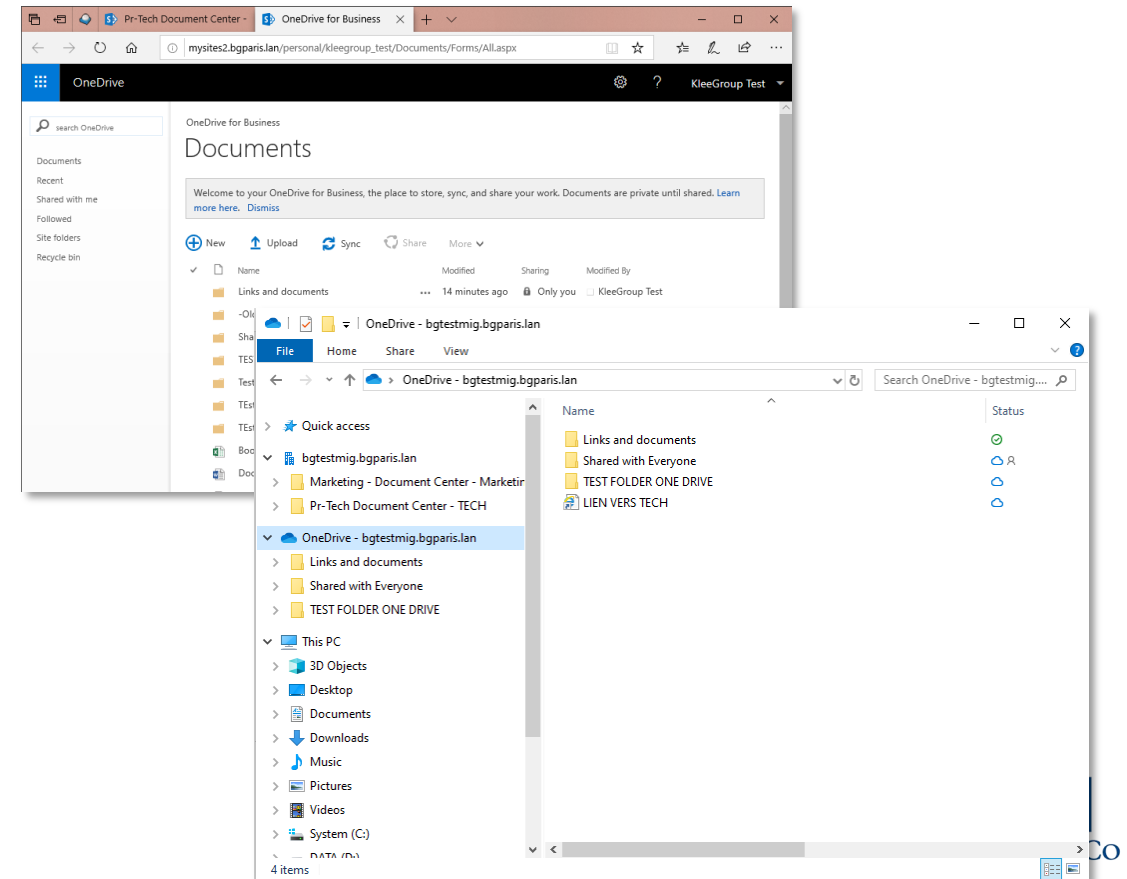 Pr-Tech Document Center -
OneDrive for Business
mysites2.bgparis.lan/personal/kleegroup_test/Documents/Forms/All.aspx
OneDrive
? KleeGroup Test
search OneDrive
Documents
Recent
Shared with me
Followed
Site folders
Recycle bin
OneDrive for Business
Documents
Welcome to your OneDrive for Business, the place to store, sync, and share your work. Documents are private until shared. Learn
more here. Dismiss
New Upload Sync Share More
Name Modified Sharing Modified By
Links and documents ... 14 minutes ago Only you KleeGroup Test
OneDrive - bgtestmig.bgparis.lan
File Home Share View
OneDrive - bgtestmig.bgparis.lan
Search OneDrive - bgtestmig....
Quick access
bgtestmig.bgparis.lan
Marketing - Document Center - Marketin
Pr-Tech Document Center - TECH
OneDrive - bgtestmig.bgparis.lan
Links and documents
Shared with Everyone
TEST FOLDER ONE DRIVE
This PC
3D Objects
Desktop
Documents
Downloads
Music
Pictures
Videos
System (C:)
DATA (D:)
Name Status
Links and documents
Shared with Everyone
TEST FOLDER ONE DRIVE
LIEN VERS TECH
4 items